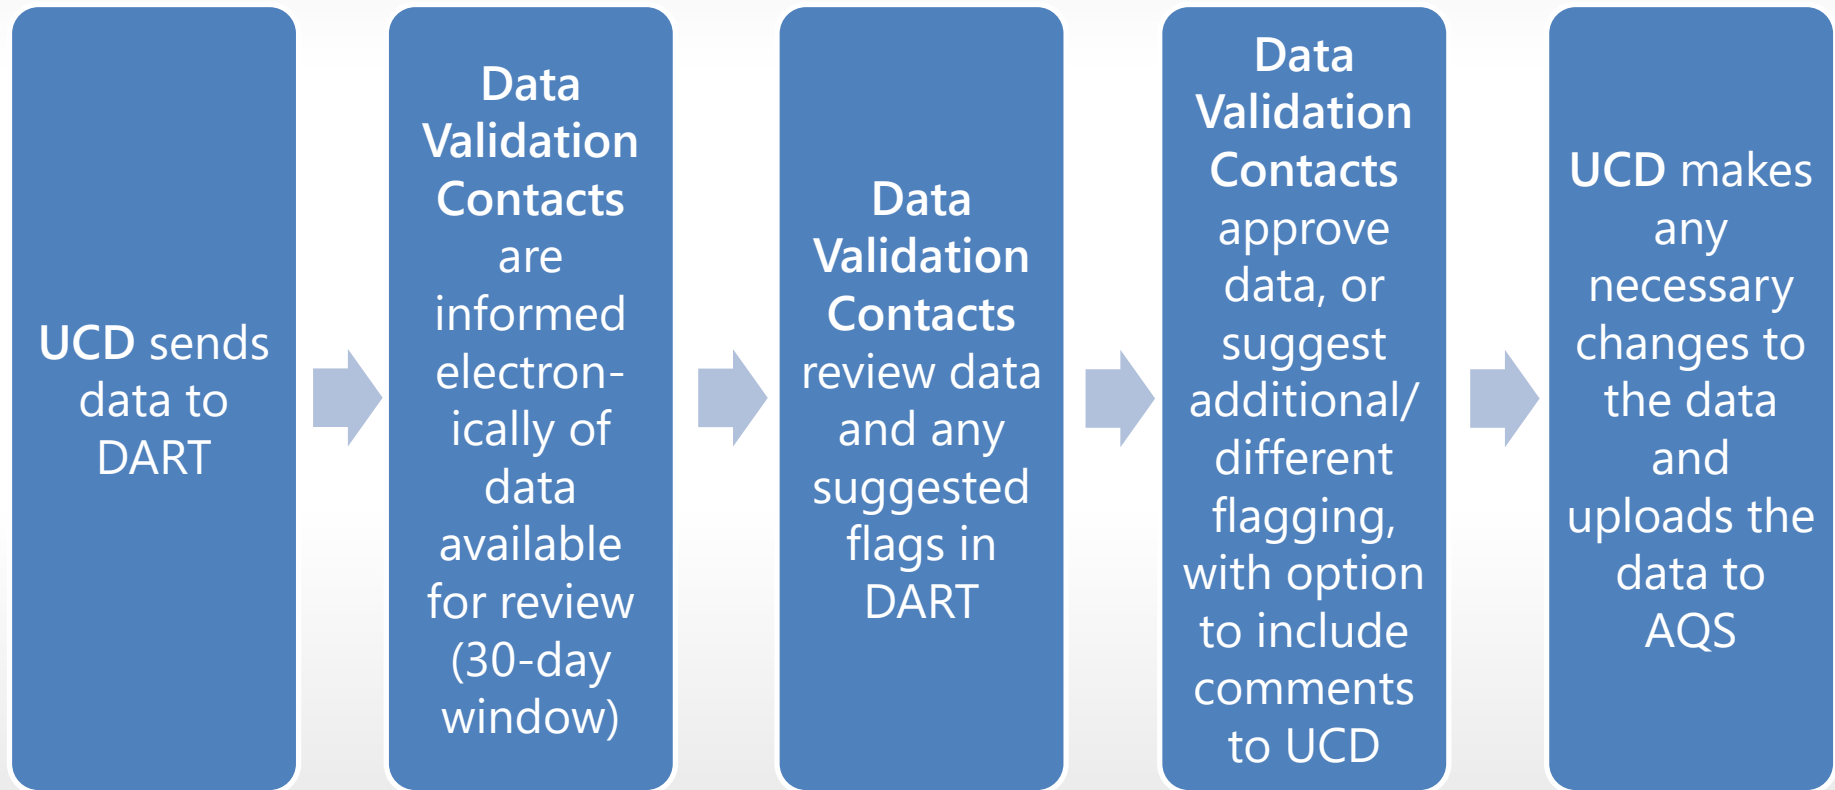 UCD sends
data to
DART
Data
Validation
Contacts
are
informed
electron-
ically of
data
available
for review
(30-day
window)
Data
Validation
Contacts
review data
and any
suggested
flags in
DART
Data
Validation
Contacts
approve
data, or
suggest
additional/
different
flagging,
with option
to include
comments
to UCD
UCD makes
any
necessary
changes to
the data
and
uploads the
data to
AQS